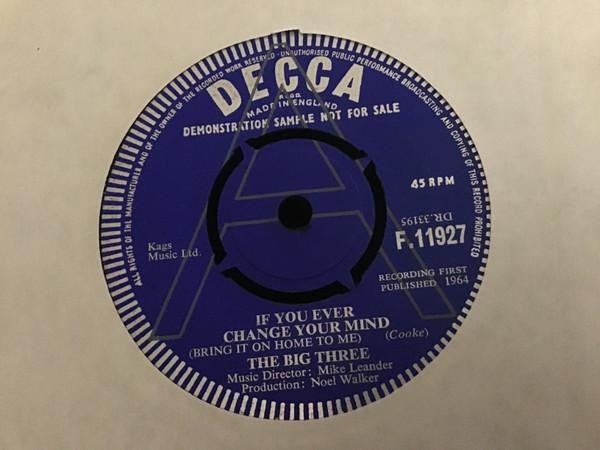 ALL RIGHTS OF THE MANUFACTURER AND OF THE OWNER OF THE RECORDED WORK RESERVED · UNAUTHORISED PUBLIC PERFORMANCE BROADCASTING AND COPYING OF THIS RECORD PROHIBITED
A
DECCA
REGD.
MADE IN ENGLAND
DEMONSTRATION SAMPLE NOT FOR SALE
45 RPM
DR.33195
F.11927
Kags
Music Ltd.
RECORDING FIRST
PUBLISHED 1964
IF YOU EVER
CHANGE YOUR MIND
(BRING IT ON HOME TO ME) (Cooke)
THE BIG THREE
Music Director: Mike Leander
Production: Noel Walker